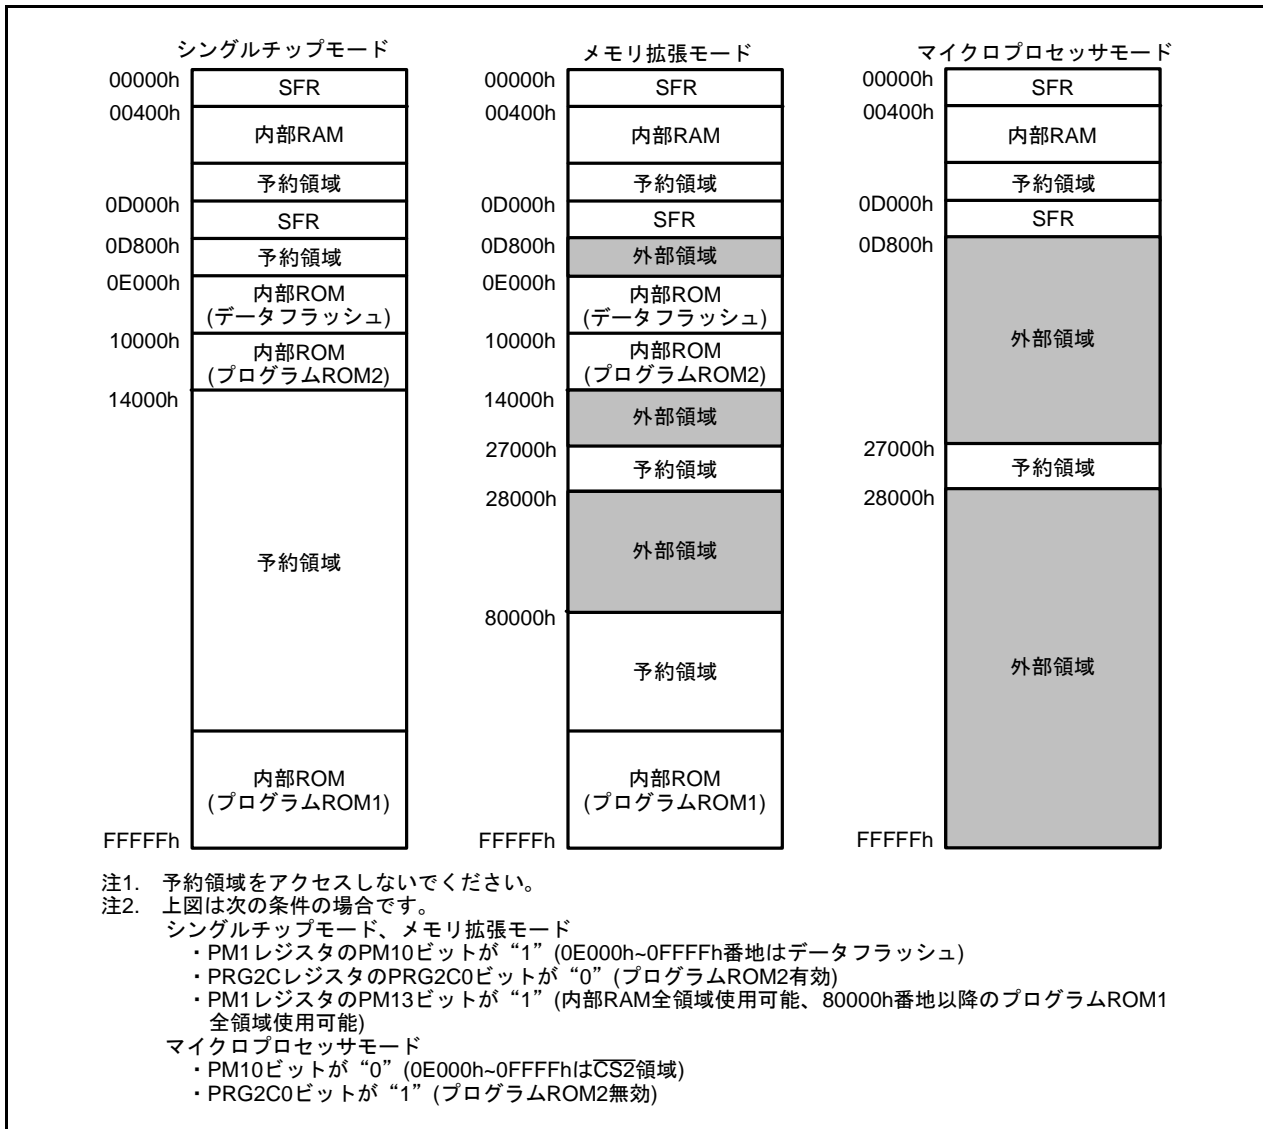 シングルチップモード
00000h
SFR
00400h
内部RAM
予約領域
0D000h
SFR
0D800h
予約領域
0E000h
内部ROM
(データフラッシュ)
10000h
内部ROM
(プログラムROM2)
14000h
予約領域
内部ROM
(プログラムROM1)
FFFFFh
メモリ拡張モード
00000h
SFR
00400h
内部RAM
予約領域
0D000h
SFR
0D800h
外部領域
0E000h
内部ROM
(データフラッシュ)
10000h
内部ROM
(プログラムROM2)
14000h
外部領域
27000h
予約領域
28000h
外部領域
80000h
予約領域
内部ROM
(プログラムROM1)
FFFFFh
マイクロプロセッサモード
00000h
SFR
00400h
内部RAM
予約領域
0D000h
SFR
0D800h
外部領域
27000h
予約領域
28000h
外部領域
FFFFFh
注1. 予約領域をアクセスしないでください。
注2. 上図は次の条件の場合です。
シングルチップモード、メモリ拡張モード
・PM1レジスタのPM10ビットが“1” (0E000h~0FFFFh番地はデータフラッシュ)
・PRG2CレジスタのPRG2C0ビットが“0” (プログラムROM2有効)
・PM1レジスタのPM13ビットが“1” (内部RAM全領域使用可能、80000h番地以降のプログラムROM1
全領域使用可能)
マイクロプロセッサモード
・PM10ビットが“0” (0E000h~0FFFFhはC̅S̅2̅領域)
・PRG2C0ビットが“1” (プログラムROM2無効)